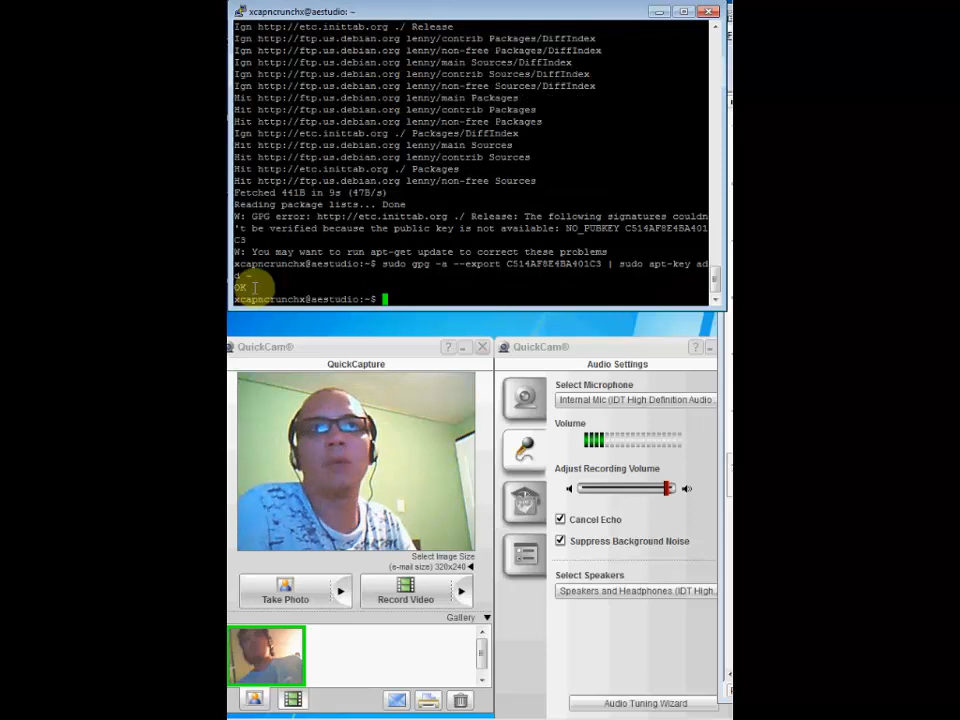 xcapncrunchx@aestudio: ~
Ign http://etc.inittab.org ./ Release
Ign http://ftp.us.debian.org lenny/contrib Packages/DiffIndex
Ign http://ftp.us.debian.org lenny/non-free Packages/DiffIndex
Ign http://ftp.us.debian.org lenny/main Sources/DiffIndex
Ign http://ftp.us.debian.org lenny/contrib Sources/DiffIndex
Ign http://ftp.us.debian.org lenny/non-free Sources/DiffIndex
Hit http://ftp.us.debian.org lenny/main Packages
Hit http://ftp.us.debian.org lenny/contrib Packages
Hit http://ftp.us.debian.org lenny/non-free Packages
Ign http://etc.inittab.org ./ Packages/DiffIndex
Hit http://ftp.us.debian.org lenny/main Sources
Hit http://ftp.us.debian.org lenny/contrib Sources
Hit http://etc.inittab.org ./ Packages
Hit http://ftp.us.debian.org lenny/non-free Sources
Fetched 441B in 9s (47B/s)
Reading package lists... Done
W: GPG error: http://etc.inittab.org ./ Release: The following signatures couldn
't be verified because the public key is not available: NO_PUBKEY C514AF8E4BA401
C3
W: You may want to run apt-get update to correct these problems
xcapncrunchx@aestudio:~$ sudo gpg -a --export C514AF8E4BA401C3 | sudo apt-key ad
d -
OK
xcapncrunchx@aestudio:~$
QuickCam®
QuickCapture
Select Image Size
(e-mail size) 320x240
Take Photo
Record Video
Gallery
QuickCam®
Audio Settings
Select Microphone
Internal Mic (IDT High Definition Audio
Volume
Adjust Recording Volume
Cancel Echo
Suppress Background Noise
Select Speakers
Speakers and Headphones (IDT High.
Audio Tuning Wizard